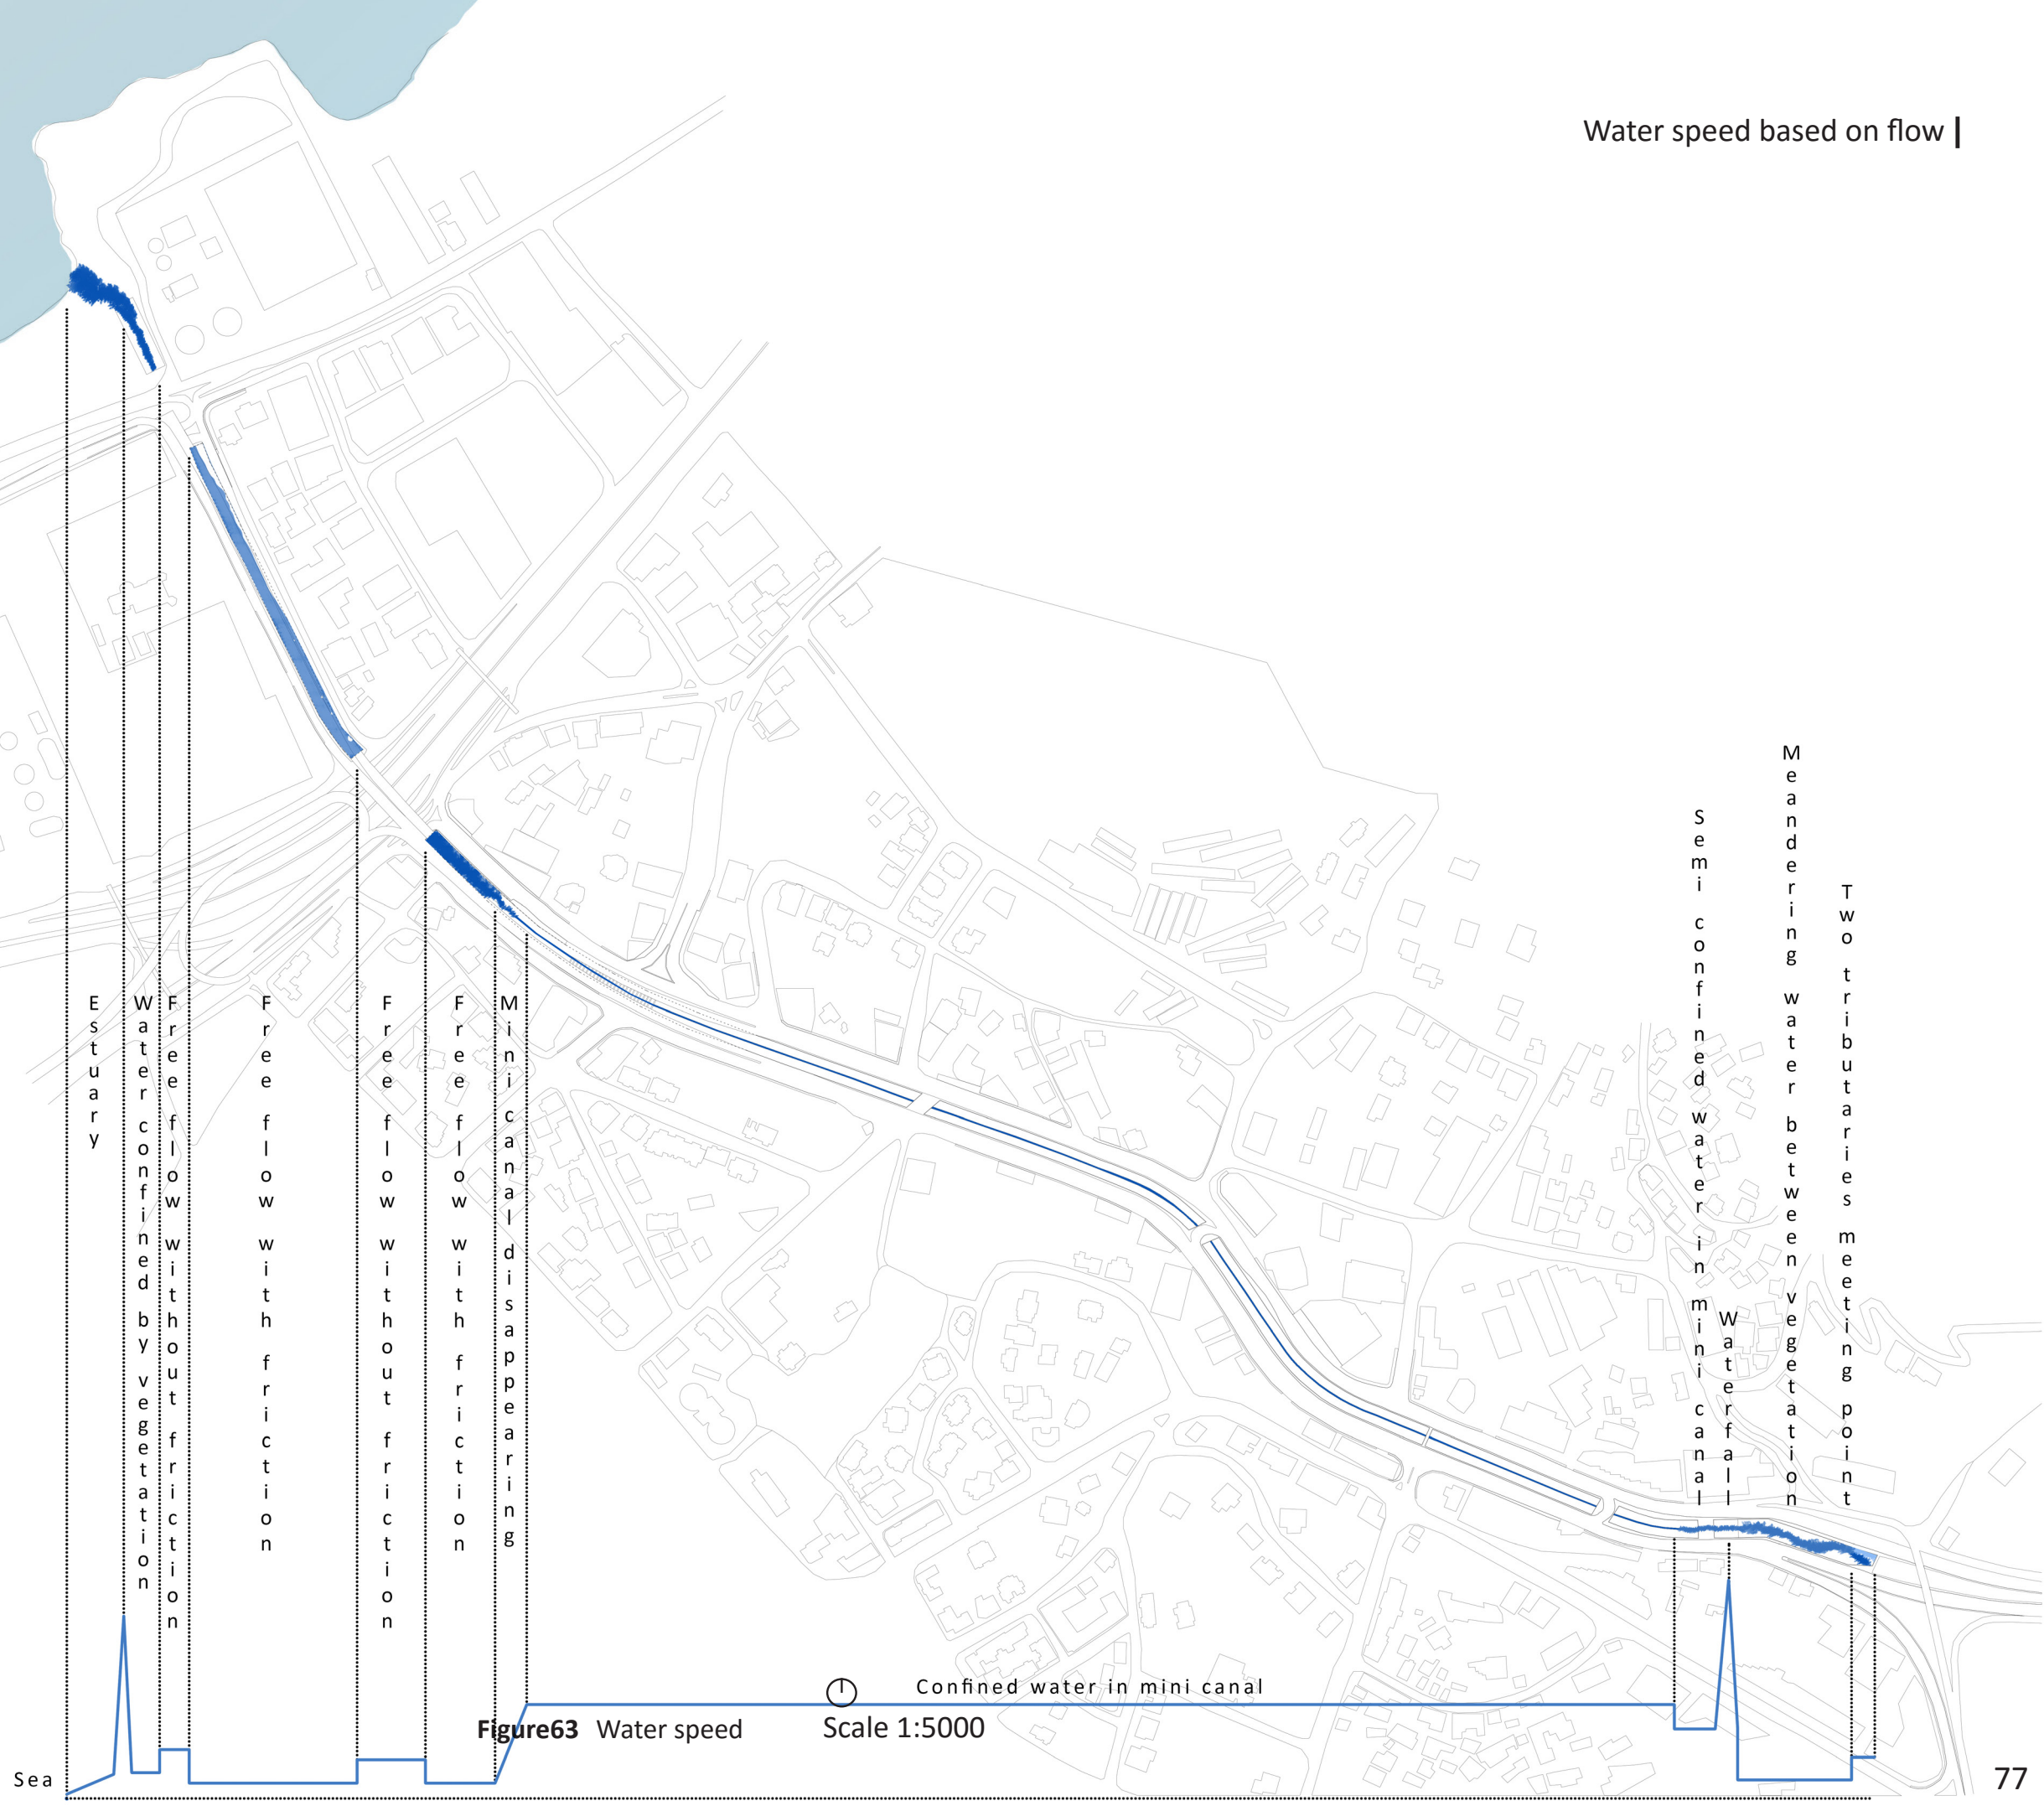 Water speed based on flow |
Estuary
Water confined by vegetation
Free flow without friction
Free flow with friction
Free flow without friction
Free flow with friction
Mini canal disappearing
Semi confined water in mini canal
Waterfall
Meandering water between vegetation
Two tributaries meeting point
Confined water in mini canal
Figure63 Water speed
Scale 1:5000
Sea
77